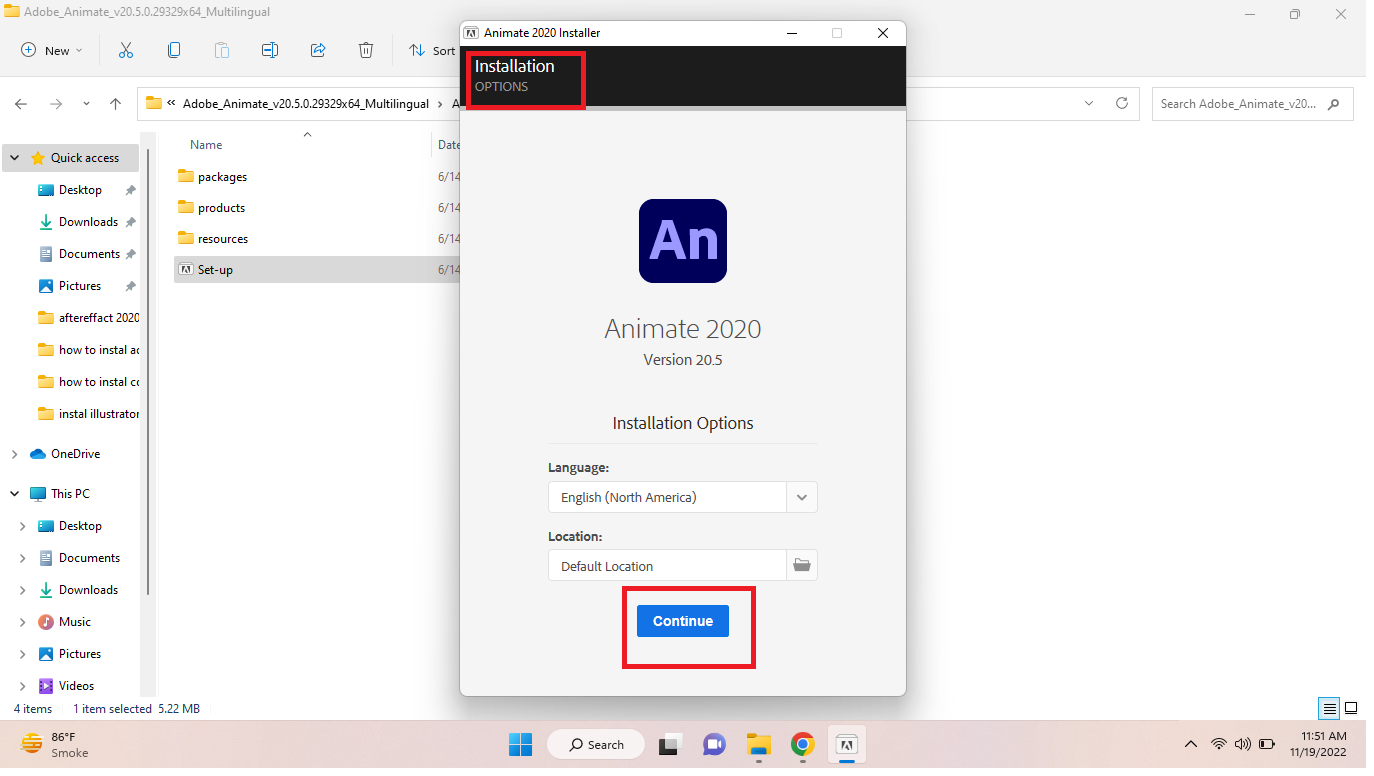 Adobe_Animate_v20.5.0.29329x64_Multilingual
New
Sort
« Adobe_Animate_v20.5.0.29329x64_Multilingual › A
Search Adobe_Animate_v20...
Quick access
Desktop
Downloads
Documents
Pictures
aftereffact 2020
how to instal ac
how to instal co
instal illustrator
OneDrive
This PC
Desktop
Documents
Downloads
Music
Pictures
Videos
Name
Date
packages
6/14
products
6/14
resources
6/14
Set-up
6/14
Animate 2020 Installer
Installation
OPTIONS
An
Animate 2020
Version 20.5
Installation Options
Language:
English (North America)
Location:
Default Location
Continue
4 items
1 item selected 5.22 MB
86°F
Smoke
Search
11:51 AM
11/19/2022